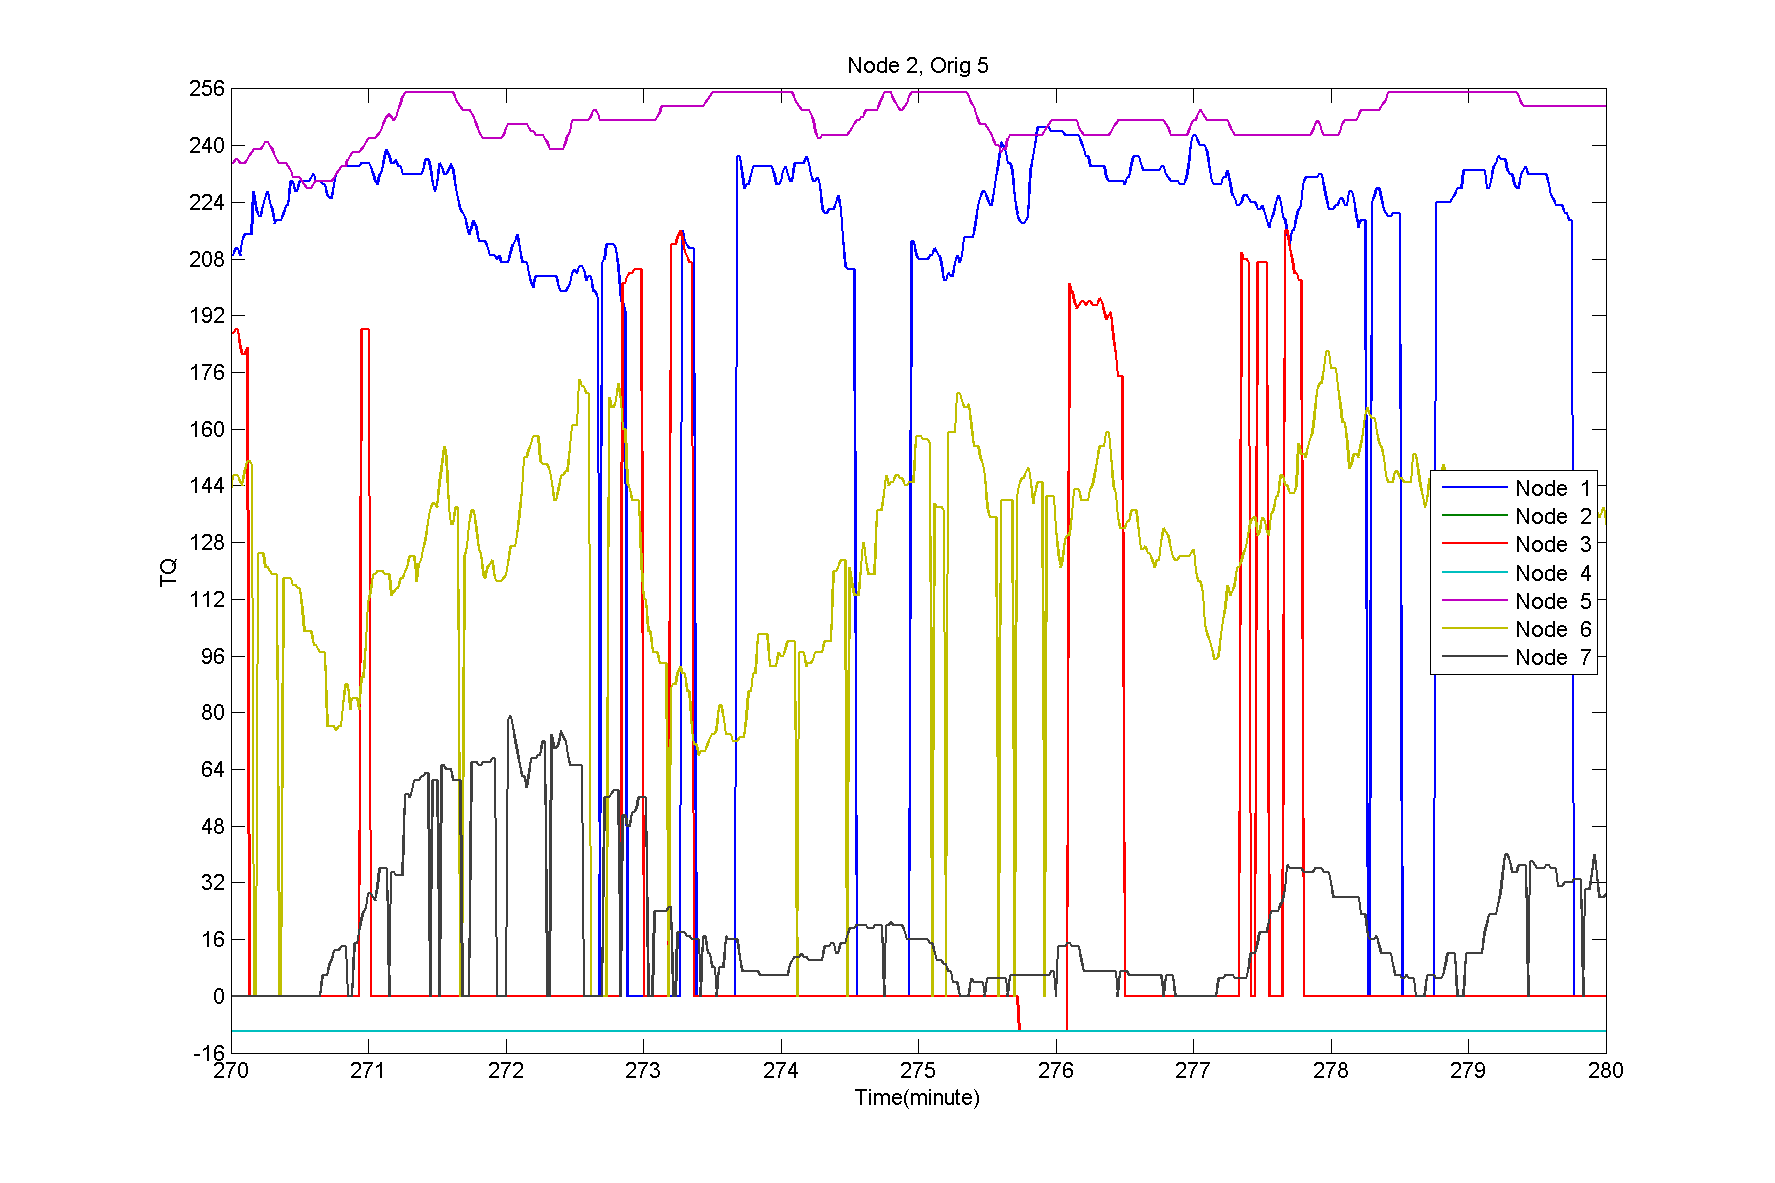 Node 2, Orig 5
256
240
224
208
192
176
160
144
128
112
96
80
64
48
32
16
0
-16
TQ
Node 1
Node 2
Node 3
Node 4
Node 5
Node 6
Node 7
270 271 272 273 274 275 276 277 278 279 280
Time(minute)